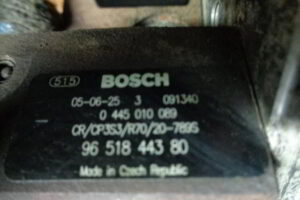 515 BOSCH
05-06-25 3 091340
0 445 010 089
CR/CP3S3/R70/20-789S
96 518 443 80
Made in Czech Republic